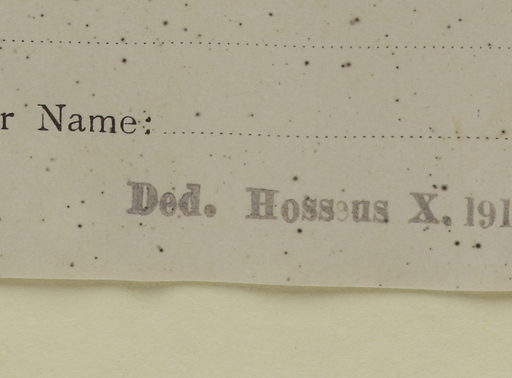 r Name:
Ded. Hosseus X. 191